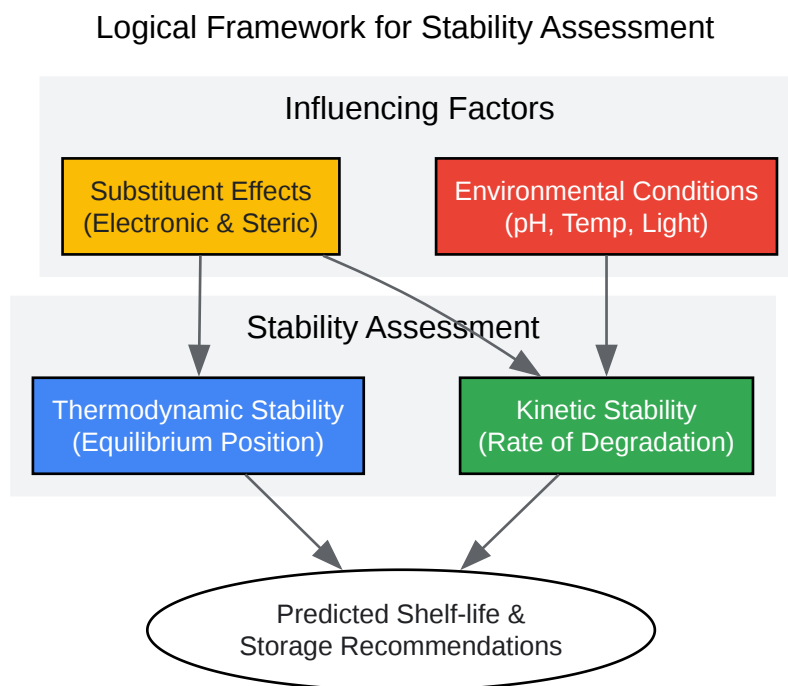 Logical Framework for Stability Assessment
Influencing Factors
Substituent Effects
(Electronic & Steric)
Environmental Conditions
(pH, Temp, Light)
Stability Assessment
Thermodynamic Stability
(Equilibrium Position)
Kinetic Stability
(Rate of Degradation)
Predicted Shelf-life &
Storage Recommendations